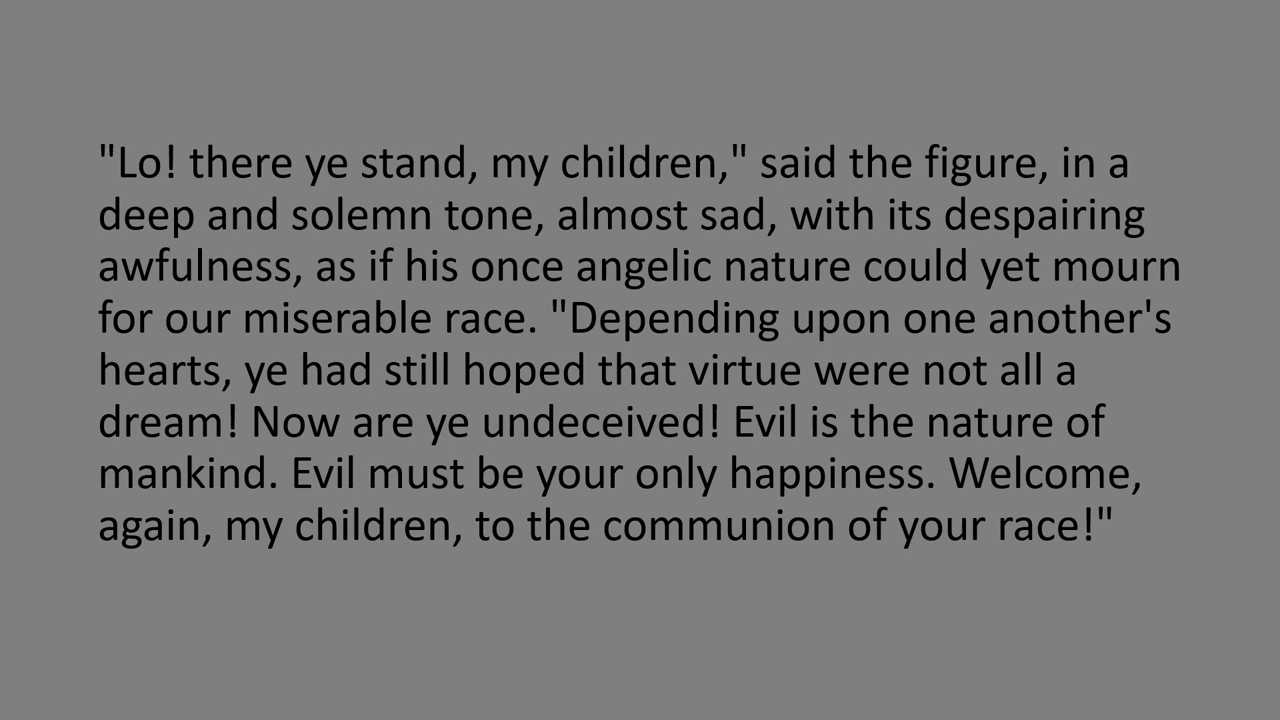 "Lo! there ye stand, my children," said the figure, in a
deep and solemn tone, almost sad, with its despairing
awfulness, as if his once angelic nature could yet mourn
for our miserable race. "Depending upon one another's
hearts, ye had still hoped that virtue were not all a
dream! Now are ye undeceived! Evil is the nature of
mankind. Evil must be your only happiness. Welcome,
again, my children, to the communion of your race!"